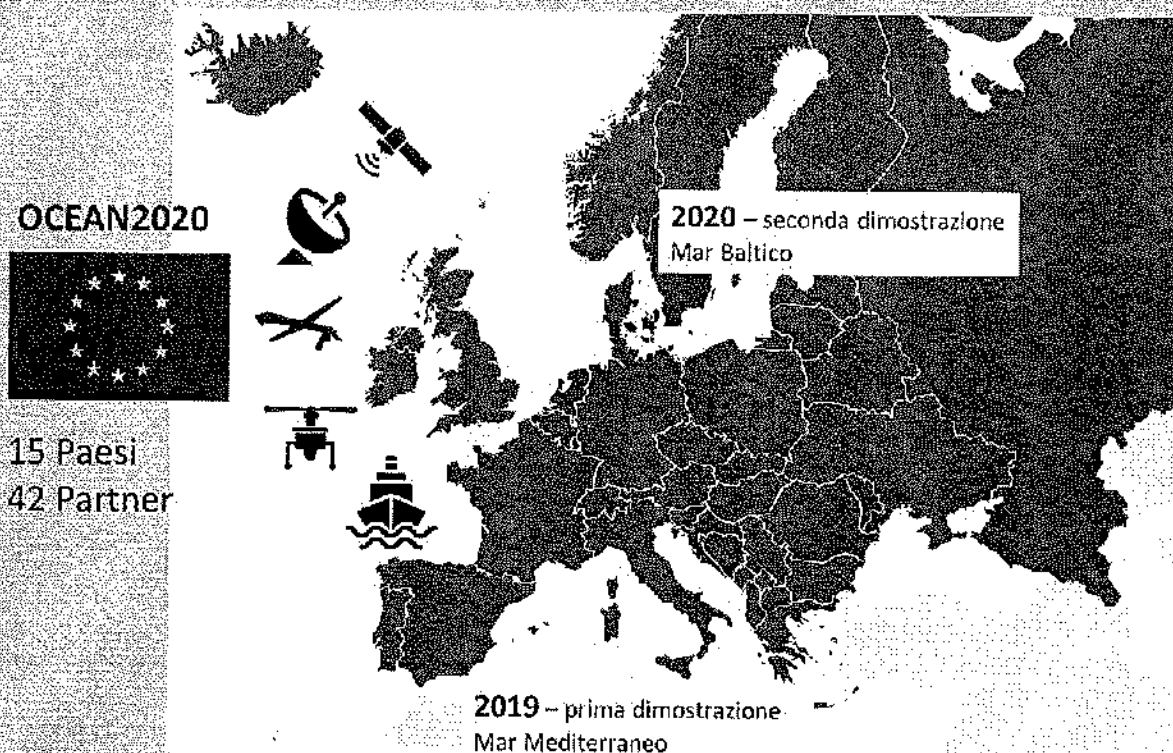 OCEAN2020
15 Paesi
42 Partner
2020 – seconda dimostrazione
Mar Baltico
2019 – prima dimostrazione
Mar Mediterraneo